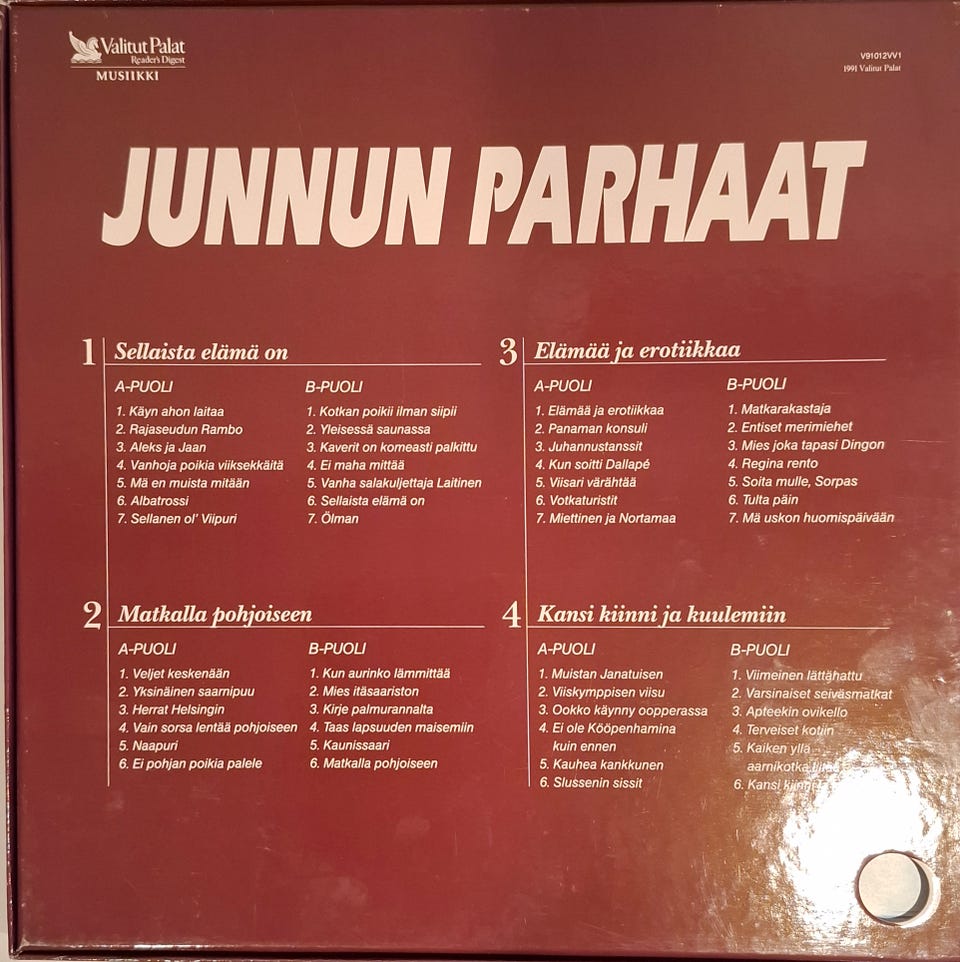 Valitut Palat
Reader's Digest
MUSIIKKI
V91012VV1
1991 Valitut Palat
JUNNUN PARHAAT
1 Sellaista elämä on
A-PUOLI
1. Käyn ahon laitaa
2. Rajaseudun Rambo
3. Aleks ja Jaan
4. Vanhoja poikia viiksekkäitä
5. Mä en muista mitään
6. Albatrossi
7. Sellanen ol' Viipuri
B-PUOLI
1. Kotkan poikii ilman siipii
2. Yleisessä saunassa
3. Kaverit on komeasti palkittu
4. Ei maha mittää
5. Vanha salakuljettaja Laitinen
6. Sellaista elämä on
7. Ölman
2 Matkalla pohjoiseen
A-PUOLI
1. Veljet keskenään
2. Yksinäinen saarnipuu
3. Herrat Helsingin
4. Vain sorsa lentää pohjoiseen
5. Naapuri
6. Ei pohjan poikia palele
B-PUOLI
1. Kun aurinko lämmittää
2. Mies itäsaariston
3. Kirje palmurannalta
4. Taas lapsuuden maisemiin
5. Kaunissaari
6. Matkalla pohjoiseen
3 Elämää ja erotiikkaa
A-PUOLI
1. Elämää ja erotiikkaa
2. Panaman konsuli
3. Juhannustanssit
4. Kun soitti Dallapé
5. Viisari värähtää
6. Votkaturistit
7. Miettinen ja Nortamaa
B-PUOLI
1. Matkarakastaja
2. Entiset merimiehet
3. Mies joka tapasi Dingon
4. Regina rento
5. Soita mulle, Sorpas
6. Tulta päin
7. Mä uskon huomispäivään
4 Kansi kiinni ja kuulemiin
A-PUOLI
1. Muistan Janatuisen
2. Viiskymppisen viisu
3. Ookko käynny oopperassa
4. Ei ole Kööpenhamina
kuin ennen
5. Kauhea kankkunen
6. Slussenin sissit
B-PUOLI
1. Viimeinen lättähattu
2. Varsinaiset seiväsmatkat
3. Apteekin ovikello
4. Terveiset kotiin
5. Kaiken yllä
aarnikotka
6. Kansi